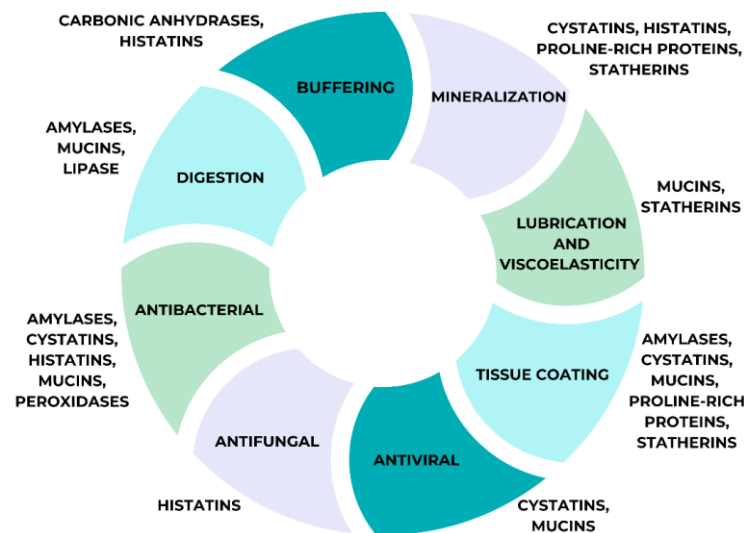 CARBONIC ANHYDRASES,
HISTATINS
BUFFERING
CYSTATINS, HISTATINS,
PROLINE-RICH PROTEINS,
STATHERINS
MINERALIZATION
MUCINS,
STATHERINS
LUBRICATION
AND
VISCOELASTICITY
AMYLASES,
CYSTATINS,
MUCINS,
PROLINE-RICH
PROTEINS,
STATHERINS
TISSUE COATING
CYSTATINS,
MUCINS
ANTIVIRAL
HISTATINS
ANTIFUNGAL
AMYLASES,
CYSTATINS,
HISTATINS,
MUCINS,
PEROXIDASES
ANTIBACTERIAL
AMYLASES,
MUCINS,
LIPASE
DIGESTION